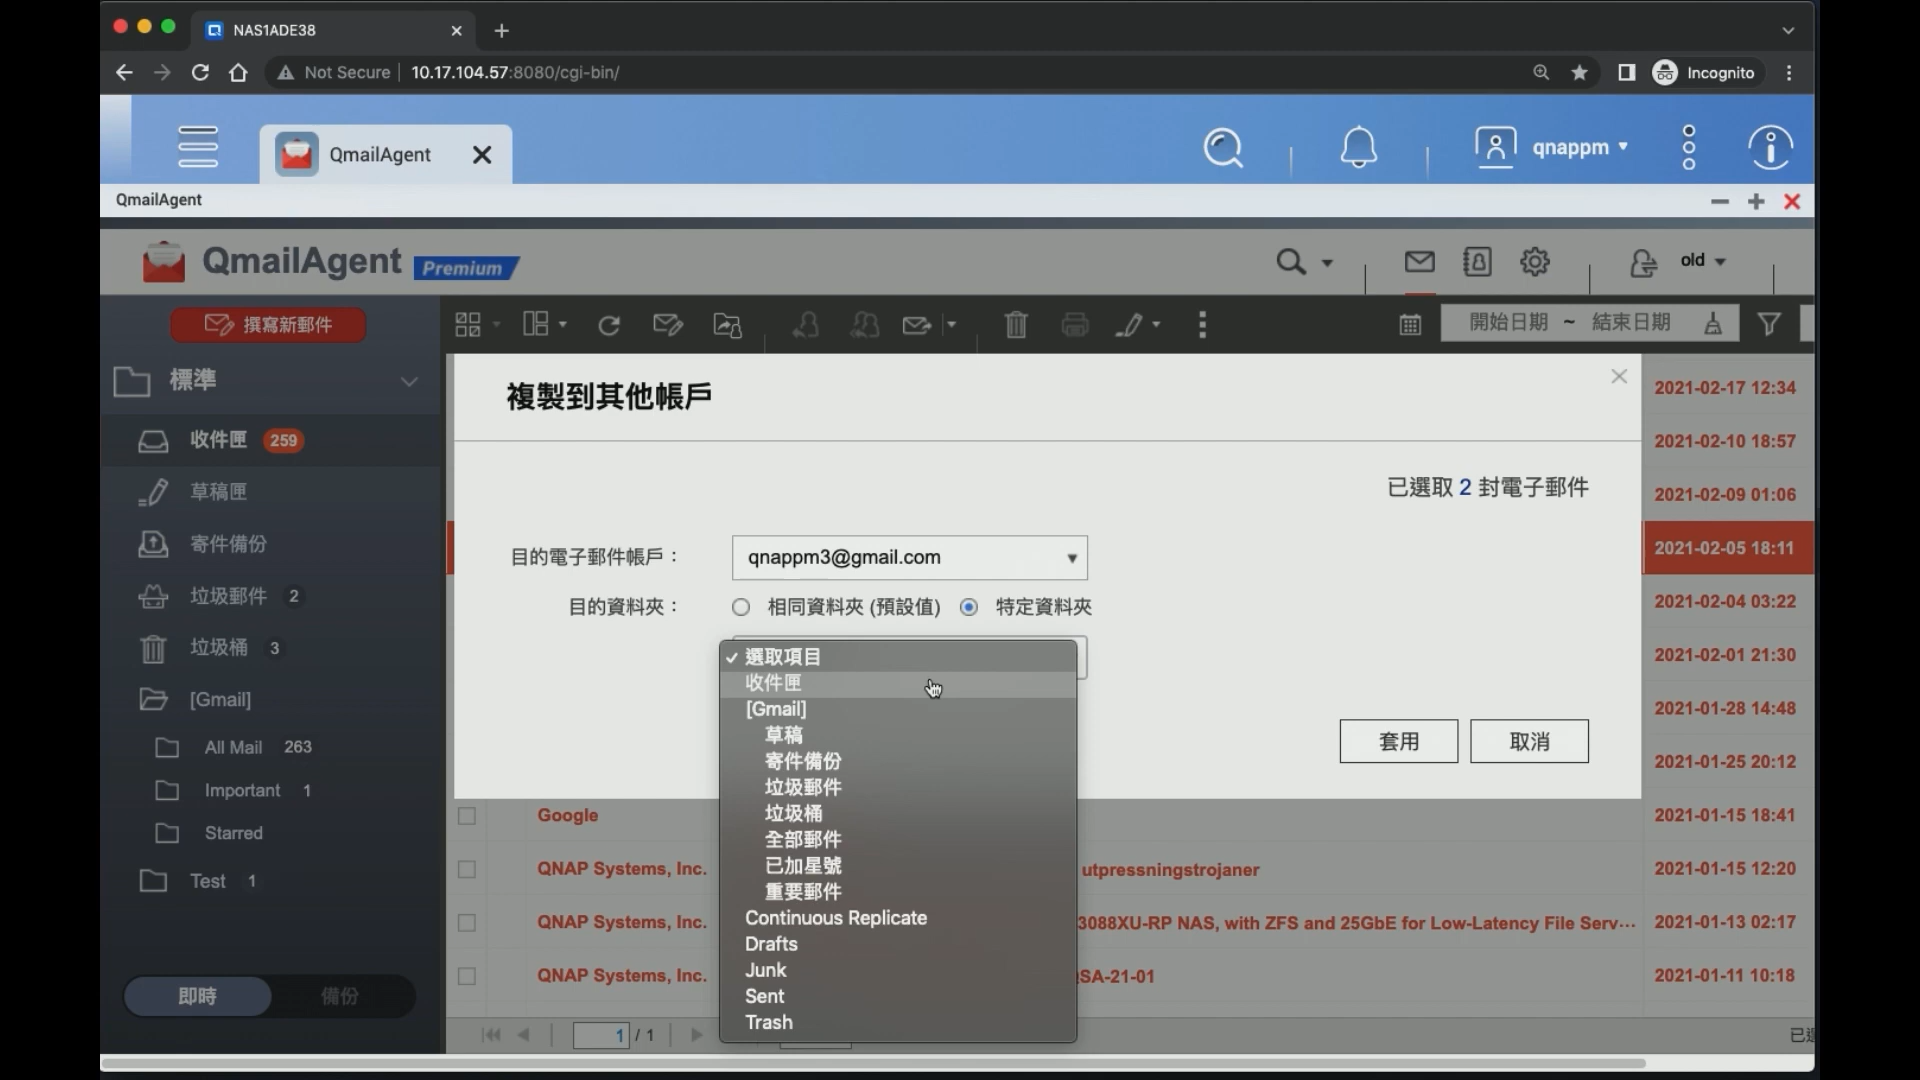 NAS1ADE38
Not Secure
10.17.104.57:8080/cgi-bin/
Incognito
QmailAgent
qnappm
QmailAgent
QmailAgent Premium
old
撰寫新郵件
開始日期 ~ 結束日期
標準
收件匣 259
草稿匣
寄件備份
垃圾郵件 2
垃圾桶 3
[Gmail]
All Mail 263
Important 1
Starred
Test 1
即時 備份
複製到其他帳戶
已選取 2 封電子郵件
目的電子郵件帳戶：
qnappm3@gmail.com
目的資料夾：
相同資料夾 (預設值)
特定資料夾
選取項目
收件匣
[Gmail]
草稿
寄件備份
垃圾郵件
垃圾桶
全部郵件
已加星號
重要郵件
Continuous Replicate
Drafts
Junk
Sent
Trash
套用 取消
2021-02-17 12:34
2021-02-10 18:57
2021-02-09 01:06
2021-02-05 18:11
2021-02-04 03:22
2021-02-01 21:30
2021-01-28 14:48
2021-01-25 20:12
Google 2021-01-15 18:41
QNAP Systems, Inc. utpressningstrojaner 2021-01-15 12:20
QNAP Systems, Inc. 3088XU-RP NAS, with ZFS and 25GbE for Low-Latency File Serv··· 2021-01-13 02:17
QNAP Systems, Inc. SA-21-01 2021-01-11 10:18
1 / 1